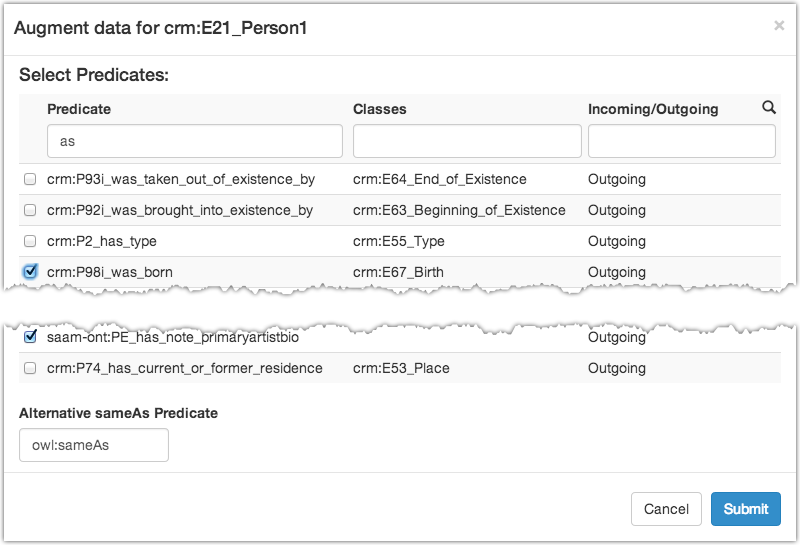 Augment data for crm:E21_Person1 ×
Select Predicates:
Predicate Classes Incoming/Outgoing
as
crm:P93i_was_taken_out_of_existence_by crm:E64_End_of_Existence Outgoing
crm:P92i_was_brought_into_existence_by crm:E63_Beginning_of_Existence Outgoing
crm:P2_has_type crm:E55_Type Outgoing
crm:P98i_was_born crm:E67_Birth Outgoing
saam-ont:PE_has_note_primaryartistbio Outgoing
crm:P74_has_current_or_former_residence crm:E53_Place Outgoing
Alternative sameAs Predicate
owl:sameAs
Cancel Submit